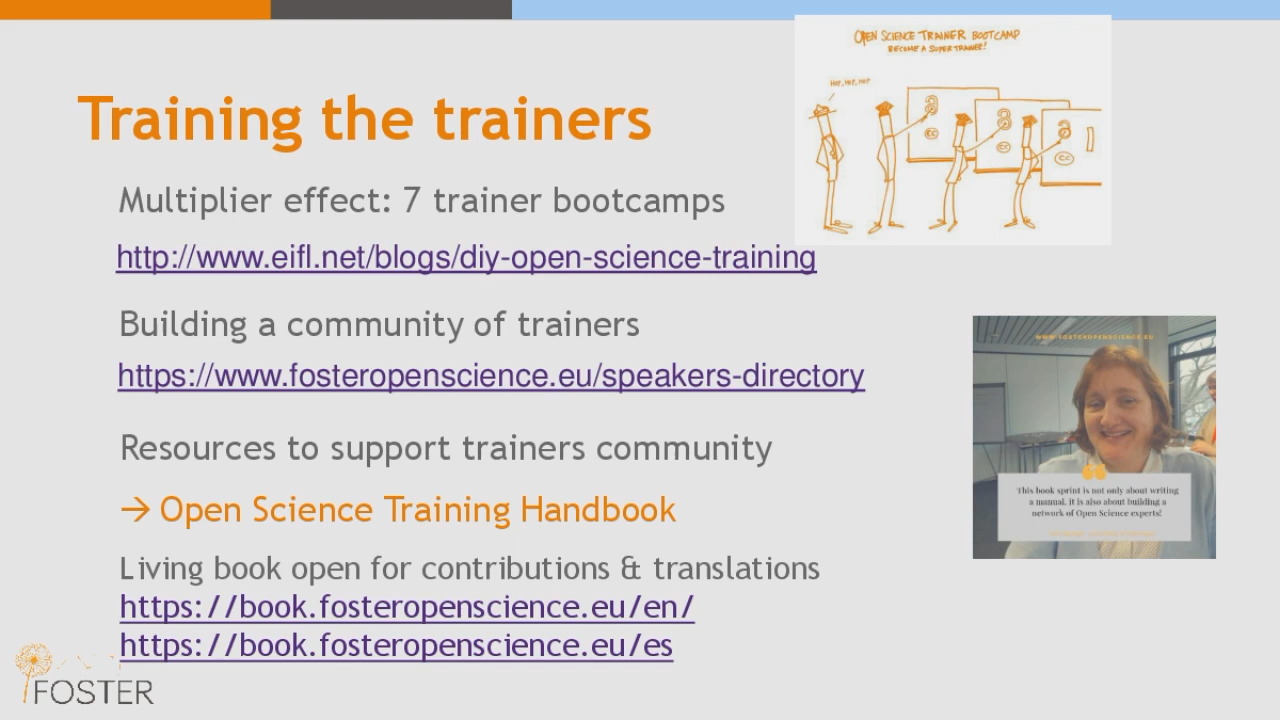 OPEN SCIENCE TRAINER BOOTCAMP
BECOME A SUPER TRAINER!
HOP, HOP, HOP
Training the trainers
Multiplier effect: 7 trainer bootcamps
http://www.eifl.net/blogs/diy-open-science-training
Building a community of trainers
https://www.fosteropenscience.eu/speakers-directory
Resources to support trainers community
→ Open Science Training Handbook
Living book open for contributions & translations
https://book.fosteropenscience.eu/en/
https://book.fosteropenscience.eu/es
WWW.FOSTEROPENSCIENCE.EU
This book sprint is not only about writing
a manual, it is also about building a
network of Open Science experts!
FOSTER